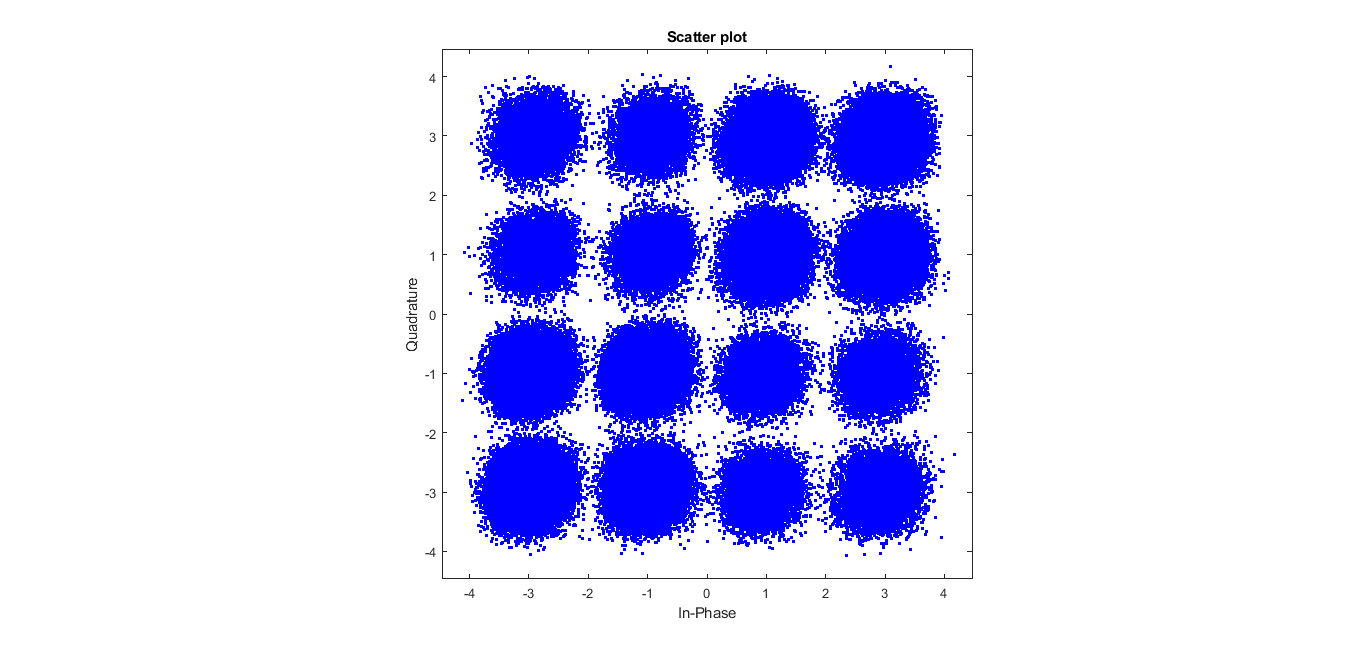 Scatter plot
Quadrature
4
3
2
1
0
-1
-2
-3
-4
-4 -3 -2 -1 0 1 2 3 4
In-Phase